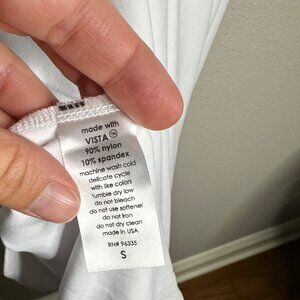 made with
VISTA™
90% nylon
10% spandex
machine wash cold
delicate cycle
with like colors
tumble dry low
do not bleach
do not use softener
do not iron
do not dry clean
made in USA
RN# 96335
S